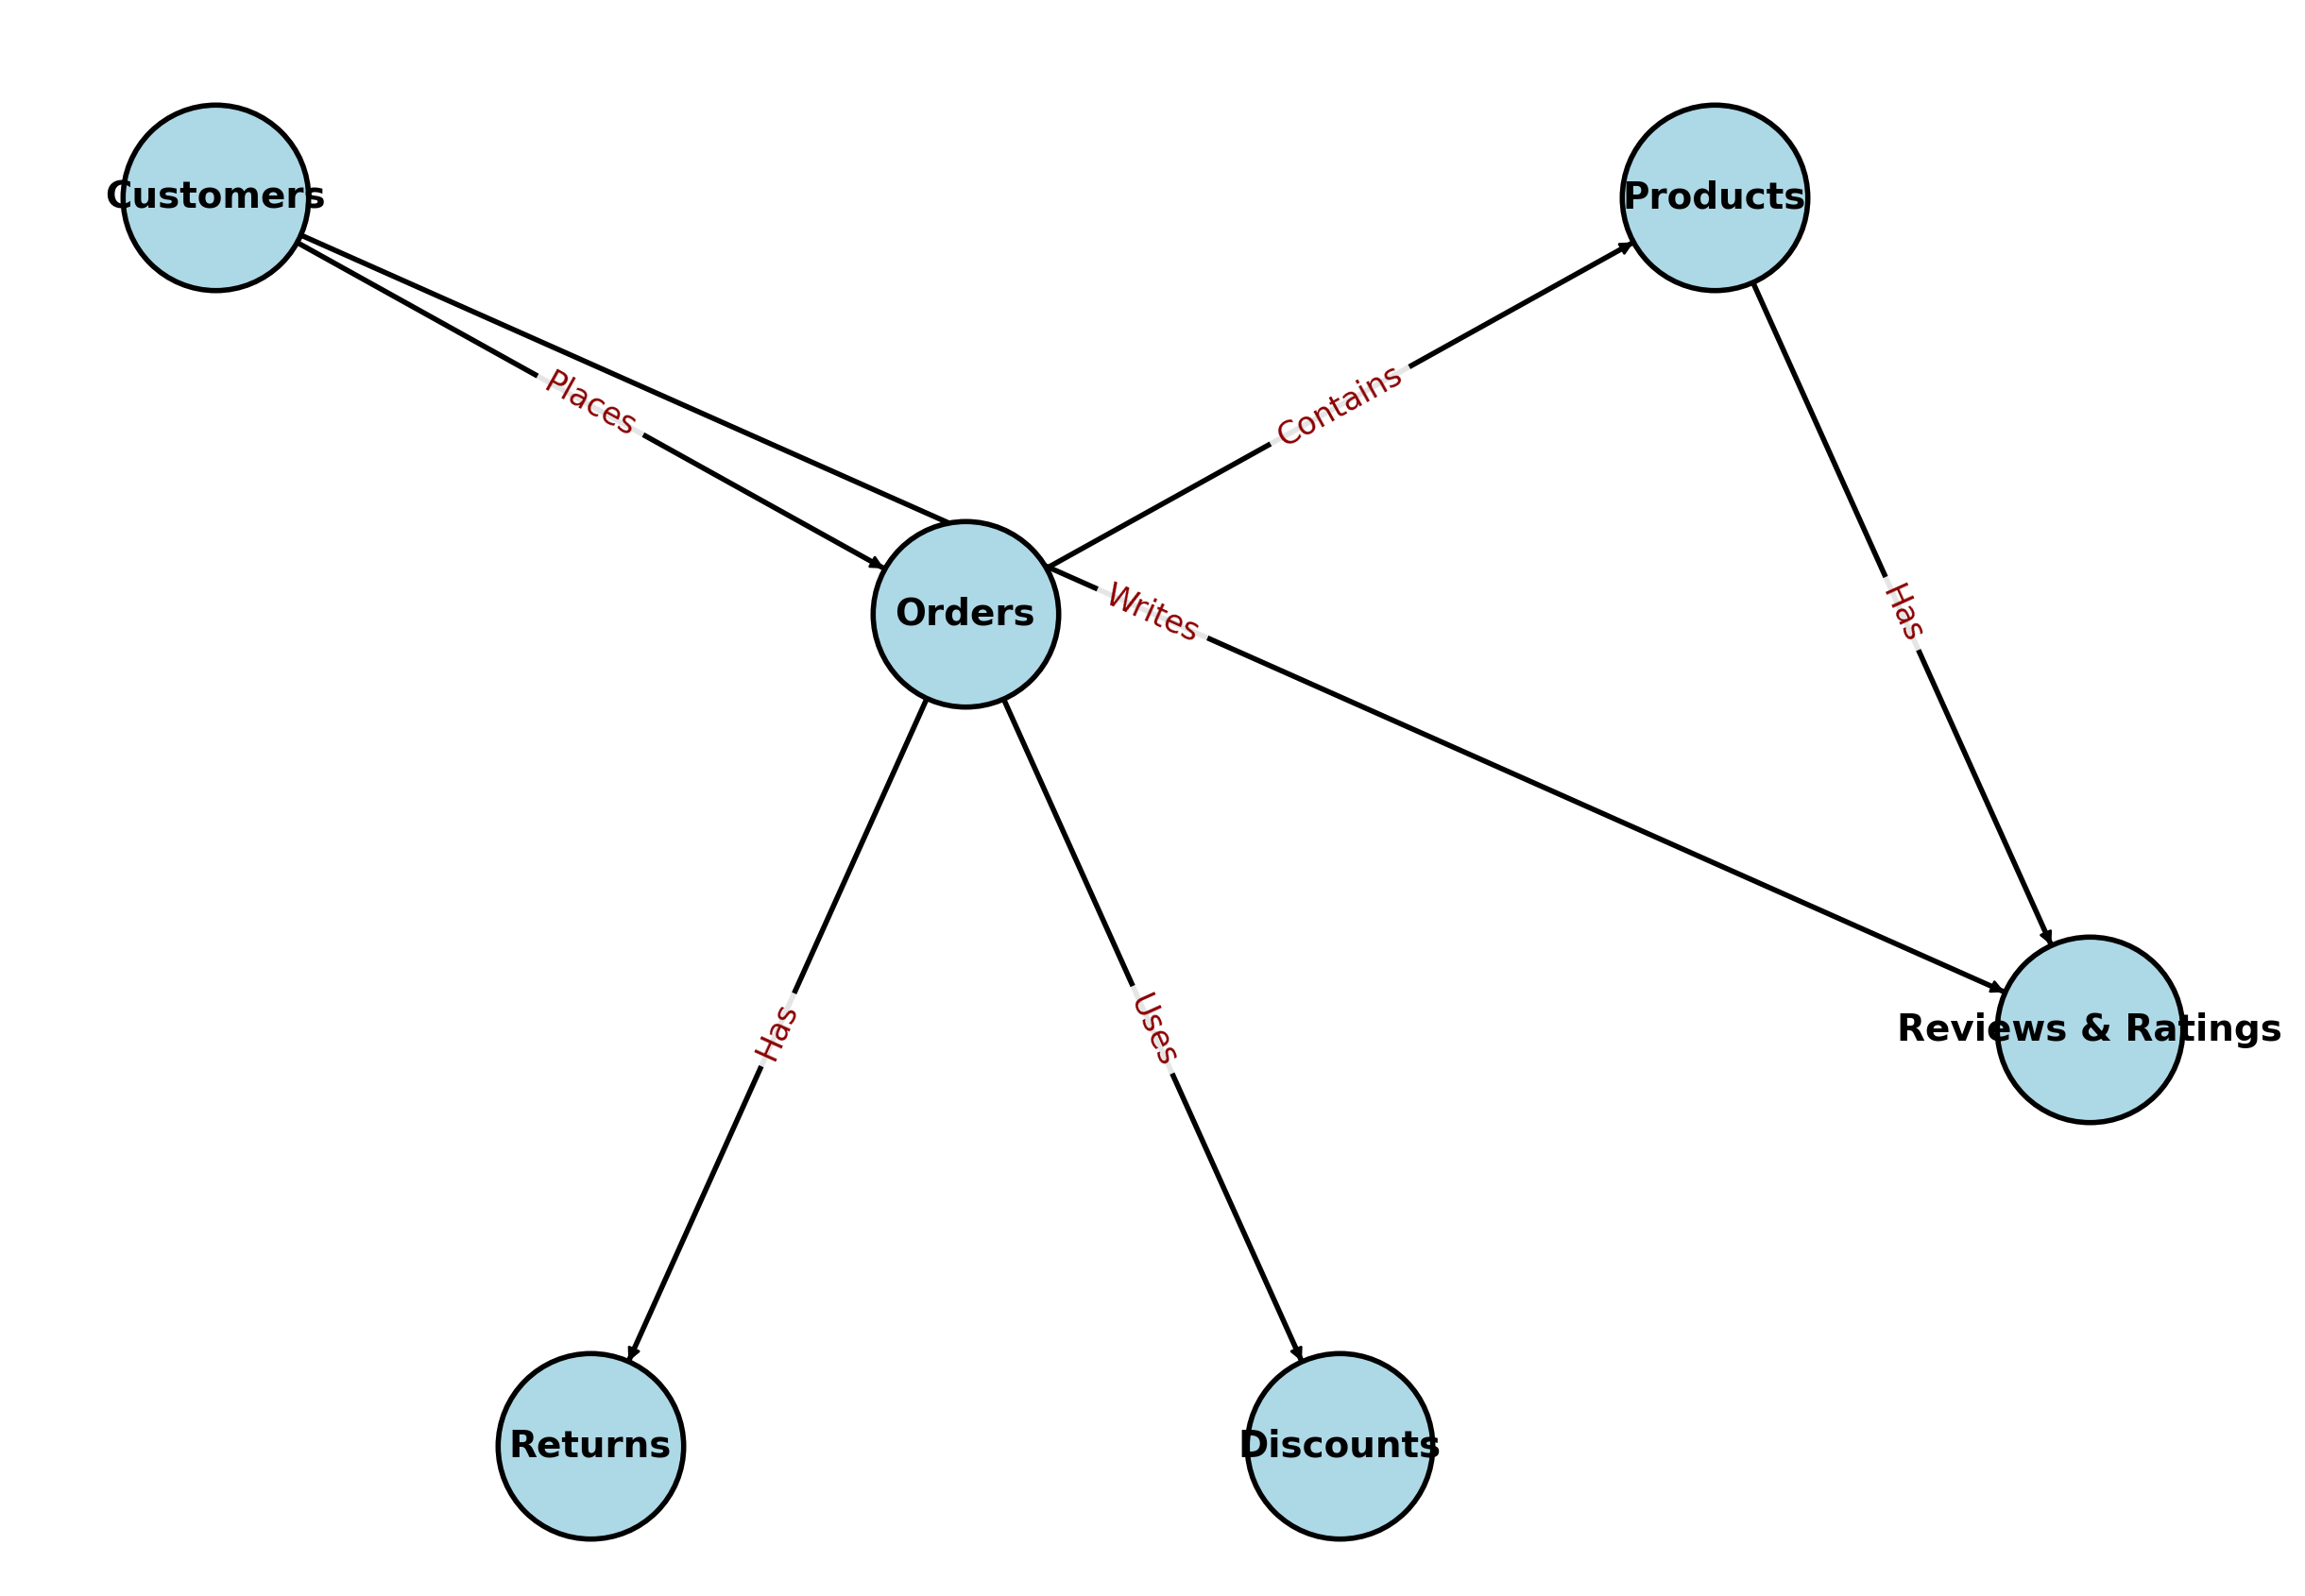 Customers
Products
Places
Contains
Orders
Writes
Has
Reviews & Ratings
Has
Uses
Returns
Discounts